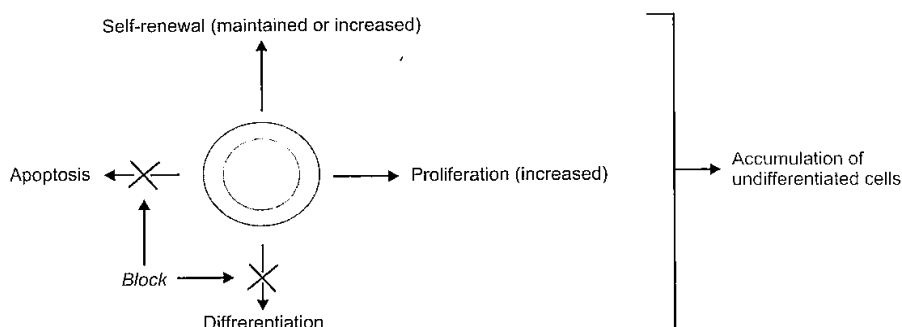 Self-renewal (maintained or increased)
Apoptosis
Proliferation (increased)
Accumulation of
undifferentiated cells
Block
Diffrerentiation